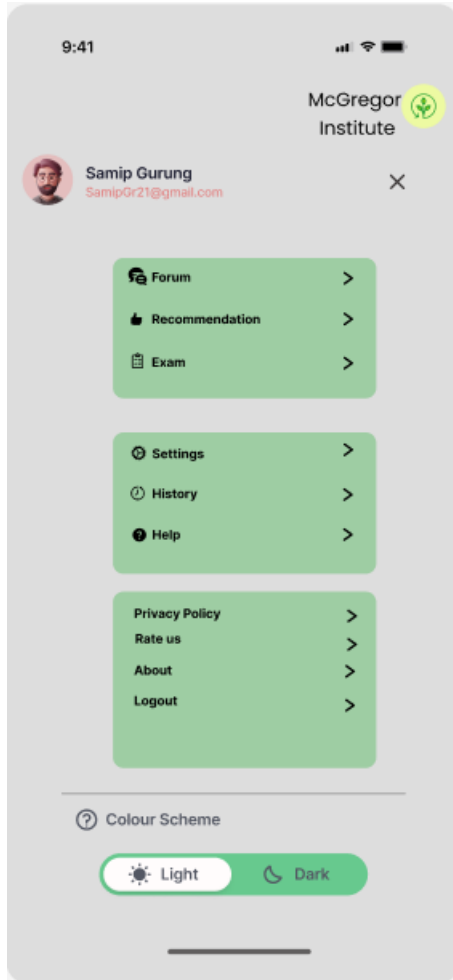 9:41
McGregor
Institute
Samip Gurung
SamipGr21@gmail.com
Forum
Recommendation
Exam
Settings
History
Help
Privacy Policy
Rate us
About
Logout
Colour Scheme
Light
Dark